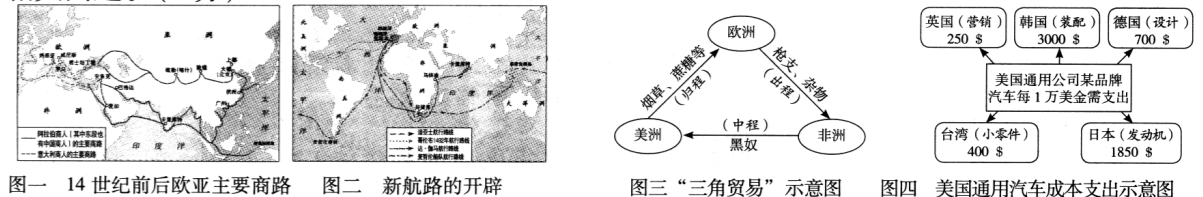 欧洲
亚洲
非洲
印度洋
太平洋
巴格达
广州
杭州
阿拉伯商人（其中东段也
有中国商人）的主要商路
意大利商人的主要商路
图一　14 世纪前后欧亚主要商路
迪亚士航行路线
哥伦布1492年航行路线
达·伽马航行路线
麦哲伦船队航行路线
图二　新航路的开辟
欧洲
烟草、蔗糖等
（归程）
枪支、杂物
（出程）
美洲
（中程）
黑奴
非洲
图三“三角贸易”示意图
英国（营销）
250 $
韩国（装配）
3000 $
德国（设计）
700 $
美国通用公司某品牌
汽车每 1 万美金需支出
台湾（小零件）
400 $
日本（发动机）
1850 $
图四　美国通用汽车成本支出示意图